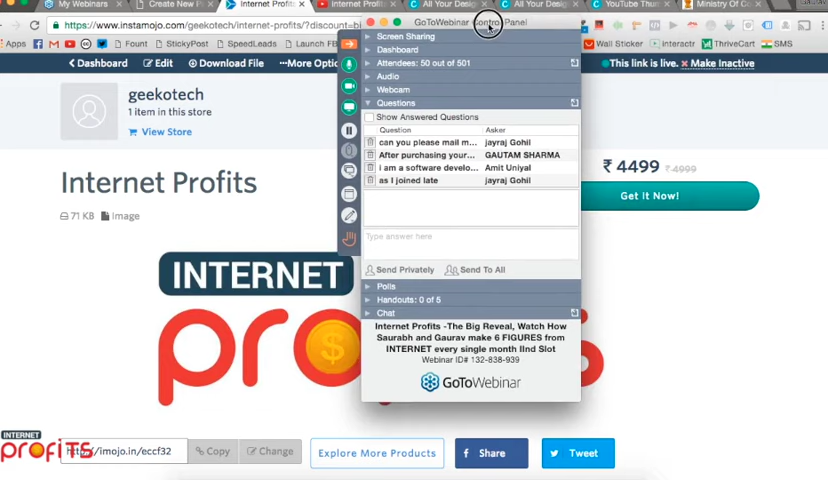 My Webinars
Create New P
Internet Profits
Internet Profits
All Your Desig
All Your Desig
YouTube Thum
Ministry Of Co
https://www.instamojo.com/geekotech/internet-profits/?discount=bi
GoToWebinar Control Panel
Apps
Fount
StickyPost
SpeedLeads
Launch FB
Wall Sticker
Interactiv
ThriveCart
SMS
Dashboard
Edit
Download File
More Optio
This link is live.
Make Inactive
geekotech
1 item in this store
View Store
Internet Profits
71 KB
Image
₹ 4499
₹4999
Get It Now!
Screen Sharing
Dashboard
Attendees: 50 out of 501
Audio
Webcam
Questions
Show Answered Questions
Question Asker
can you please mail m... jayraj Gohil
After purchasing your... GAUTAM SHARMA
i am a software develo... Amit Uniyal
as I joined late jayraj Gohil
Type answer here
Send Privately
Send To All
Polls
Handouts: 0 of 5
Chat
Internet Profits -The Big Reveal, Watch How
Saurabh and Gaurav make 6 FIGURES from
INTERNET every single month IInd Slot
Webinar ID# 132-838-939
GoToWebinar
INTERNET
pro
s
INTERNET
profiTS
http://imojo.in/eccf32
Copy
Change
Explore More Products
Share
Tweet